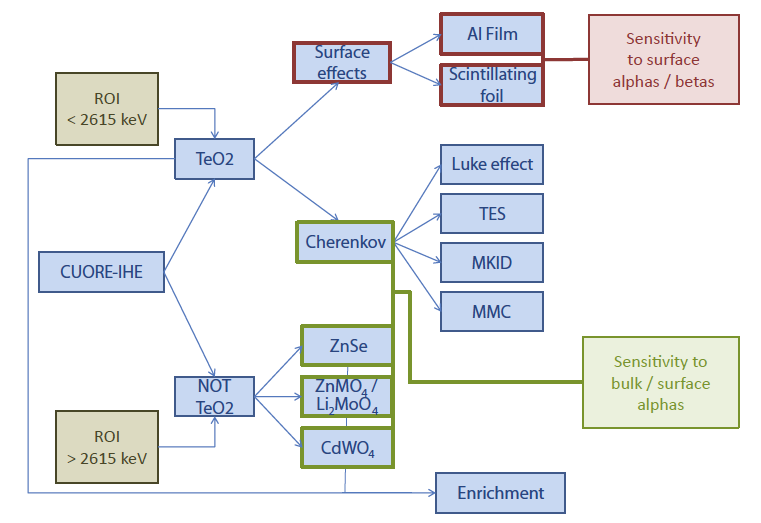 Surface
effects
Al Film
Scintillating
foil
Sensitivity
to surface
alphas / betas
ROI
< 2615 keV
TeO2
Luke effect
TES
MKID
MMC
Cherenkov
CUORE-IHE
NOT
TeO2
ZnSe
ZnMO₄ /
Li₂MoO₄
CdWO₄
Sensitivity to
bulk / surface
alphas
ROI
> 2615 keV
Enrichment